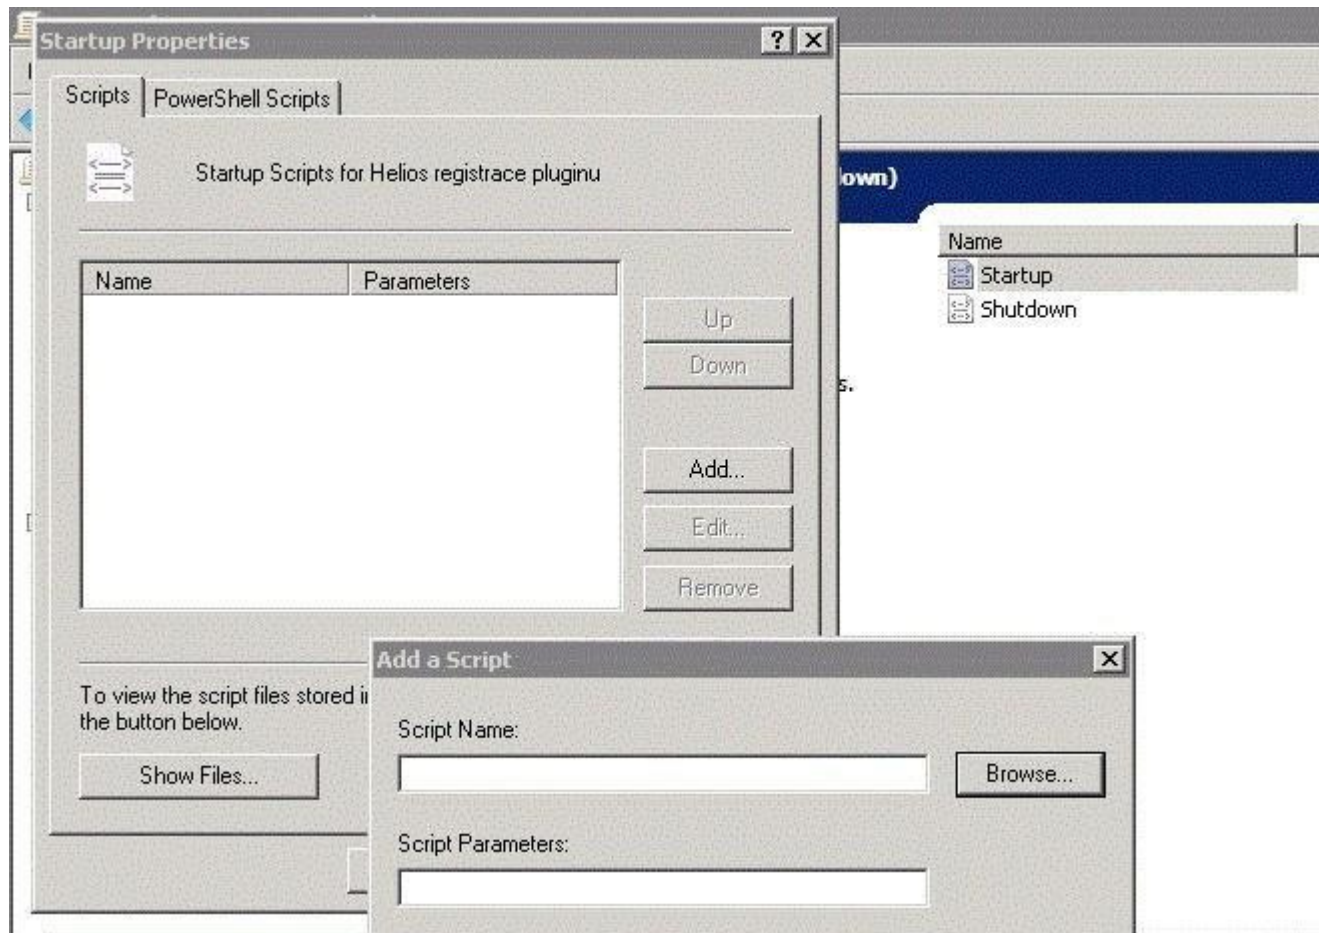 Startup Properties
Scripts
PowerShell Scripts
Startup Scripts for Helios registrace pluginu
Name
Parameters
Up
Down
Add...
Edit...
Remove
To view the script files stored
the button below.
Show Files...
Add a Script
Script Name:
Browse...
Script Parameters:
own)
s.
Name
Startup
Shutdown